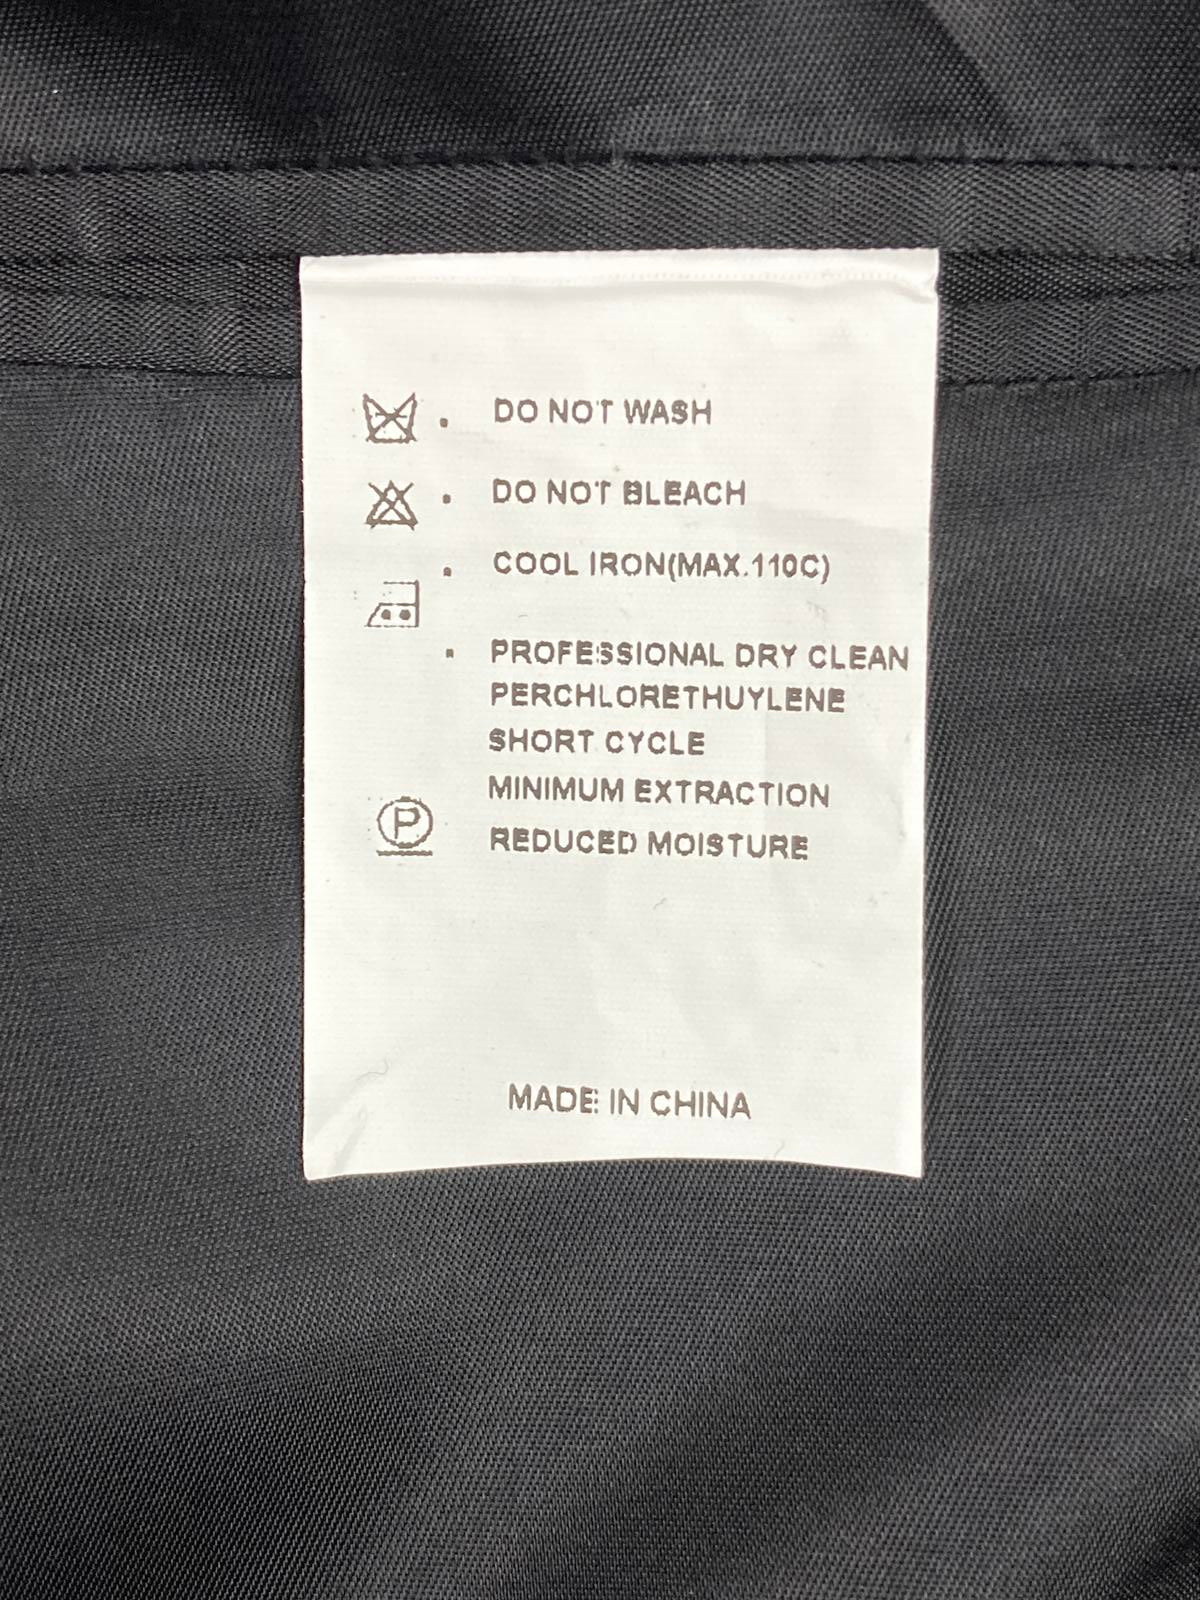 DO NOT WASH
DO NOT BLEACH
COOL IRON(MAX.110C)
PROFESSIONAL DRY CLEAN
PERCHLORETHUYLENE
SHORT CYCLE
MINIMUM EXTRACTION
P REDUCED MOISTURE
MADE IN CHINA